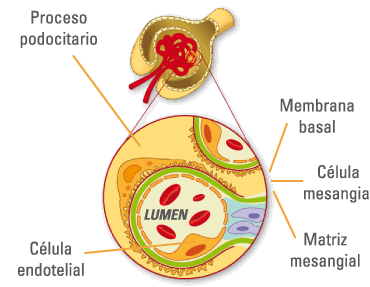 Proceso
podocitario
Membrana
basal
Célula
mesangia
LUMEN
Matriz
mesangial
Célula
endotelial